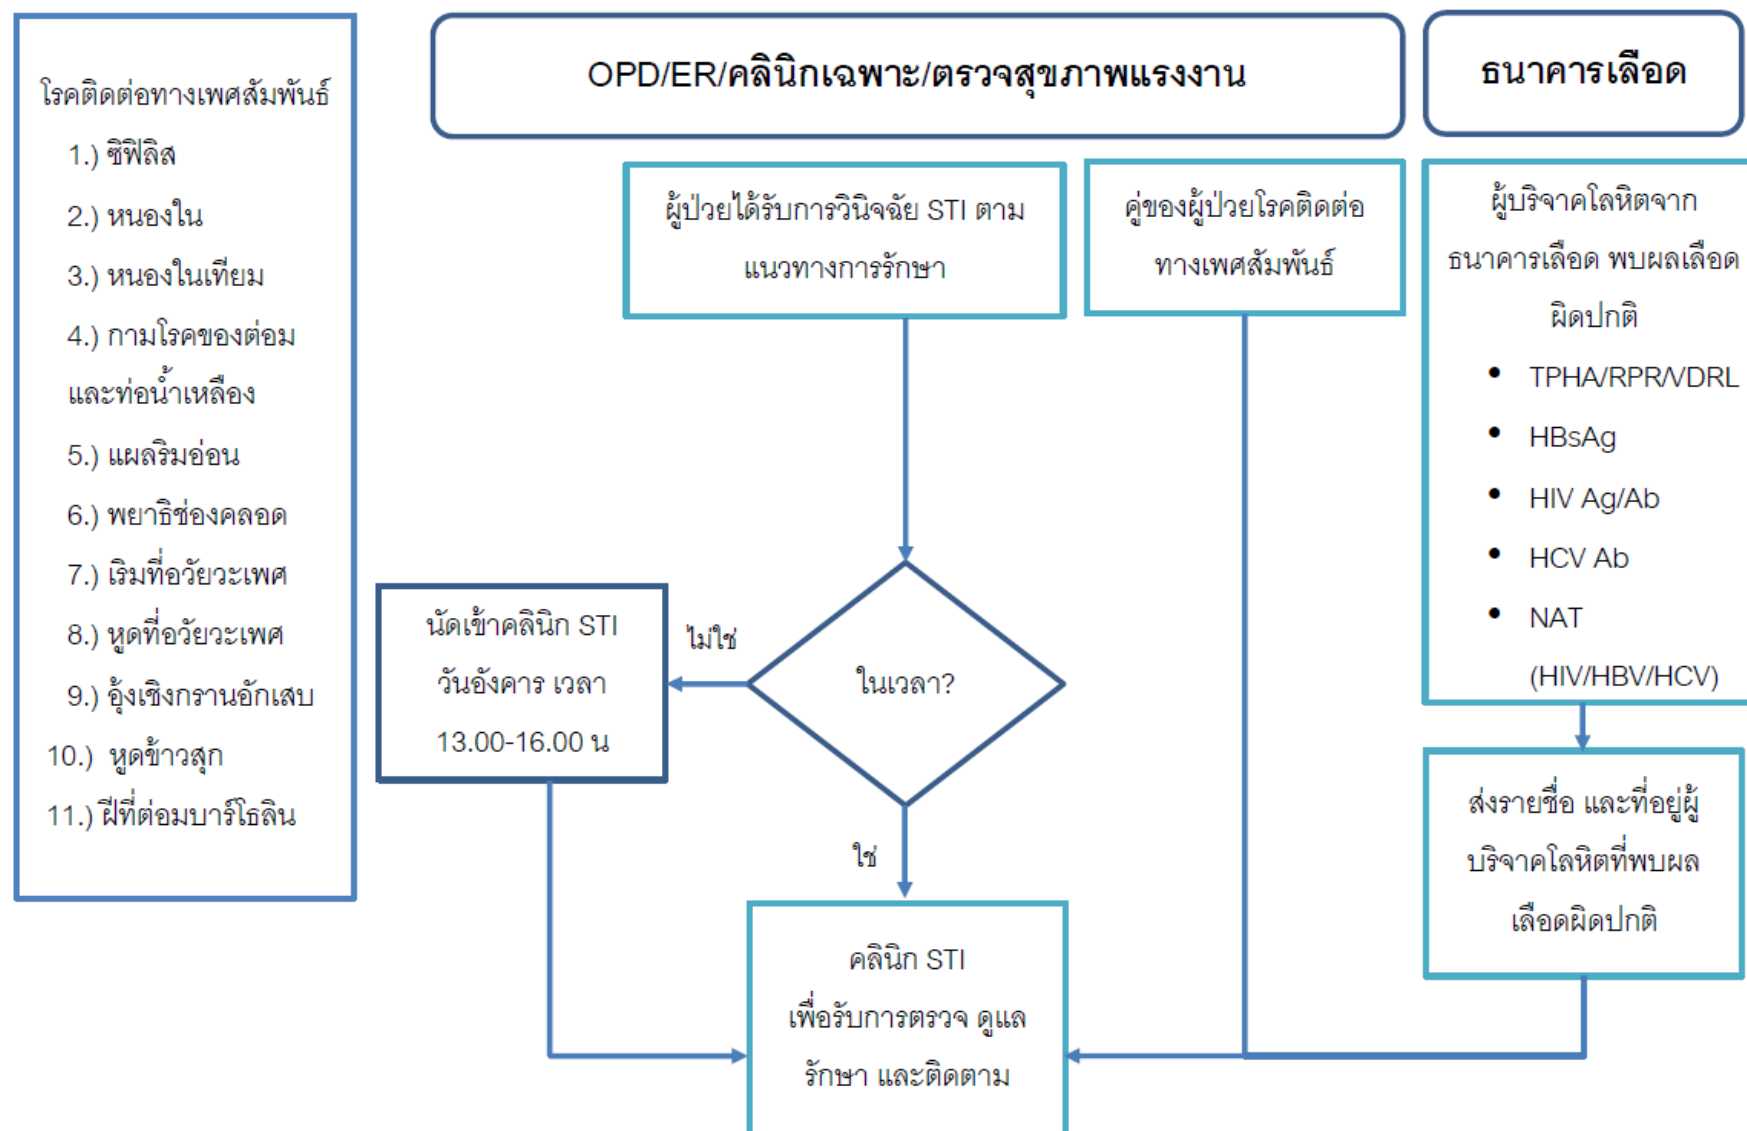 โรคติดต่อทางเพศสัมพันธ์
1.) ซิฟิลิส
2.) หนองใน
3.) หนองในเทียม
4.) กามโรคของต่อม
และท่อน้ำเหลือง
5.) แผลริมอ่อน
6.) พยาธิช่องคลอด
7.) เริมที่อวัยวะเพศ
8.) หูดที่อวัยวะเพศ
9.) อุ้งเชิงกรานอักเสบ
10.) หูดข้าวสุก
11.) ฝีที่ต่อมบาร์โธลิน
OPD/ER/คลินิกเฉพาะ/ตรวจสุขภาพแรงงาน
ผู้ป่วยได้รับการวินิจฉัย STI ตาม
แนวทางการรักษา
คู่ของผู้ป่วยโรคติดต่อ
ทางเพศสัมพันธ์
ในเวลา?
ไม่ใช่
นัดเข้าคลินิก STI
วันอังคาร เวลา
13.00-16.00 น
ใช่
คลินิก STI
เพื่อรับการตรวจ ดูแล
รักษา และติดตาม
ธนาคารเลือด
ผู้บริจาคโลหิตจาก
ธนาคารเลือด พบผลเลือด
ผิดปกติ
• TPHA/RPR/VDRL
• HBsAg
• HIV Ag/Ab
• HCV Ab
• NAT
(HIV/HBV/HCV)
ส่งรายชื่อ และที่อยู่ผู้
บริจาคโลหิตที่พบผล
เลือดผิดปกติ